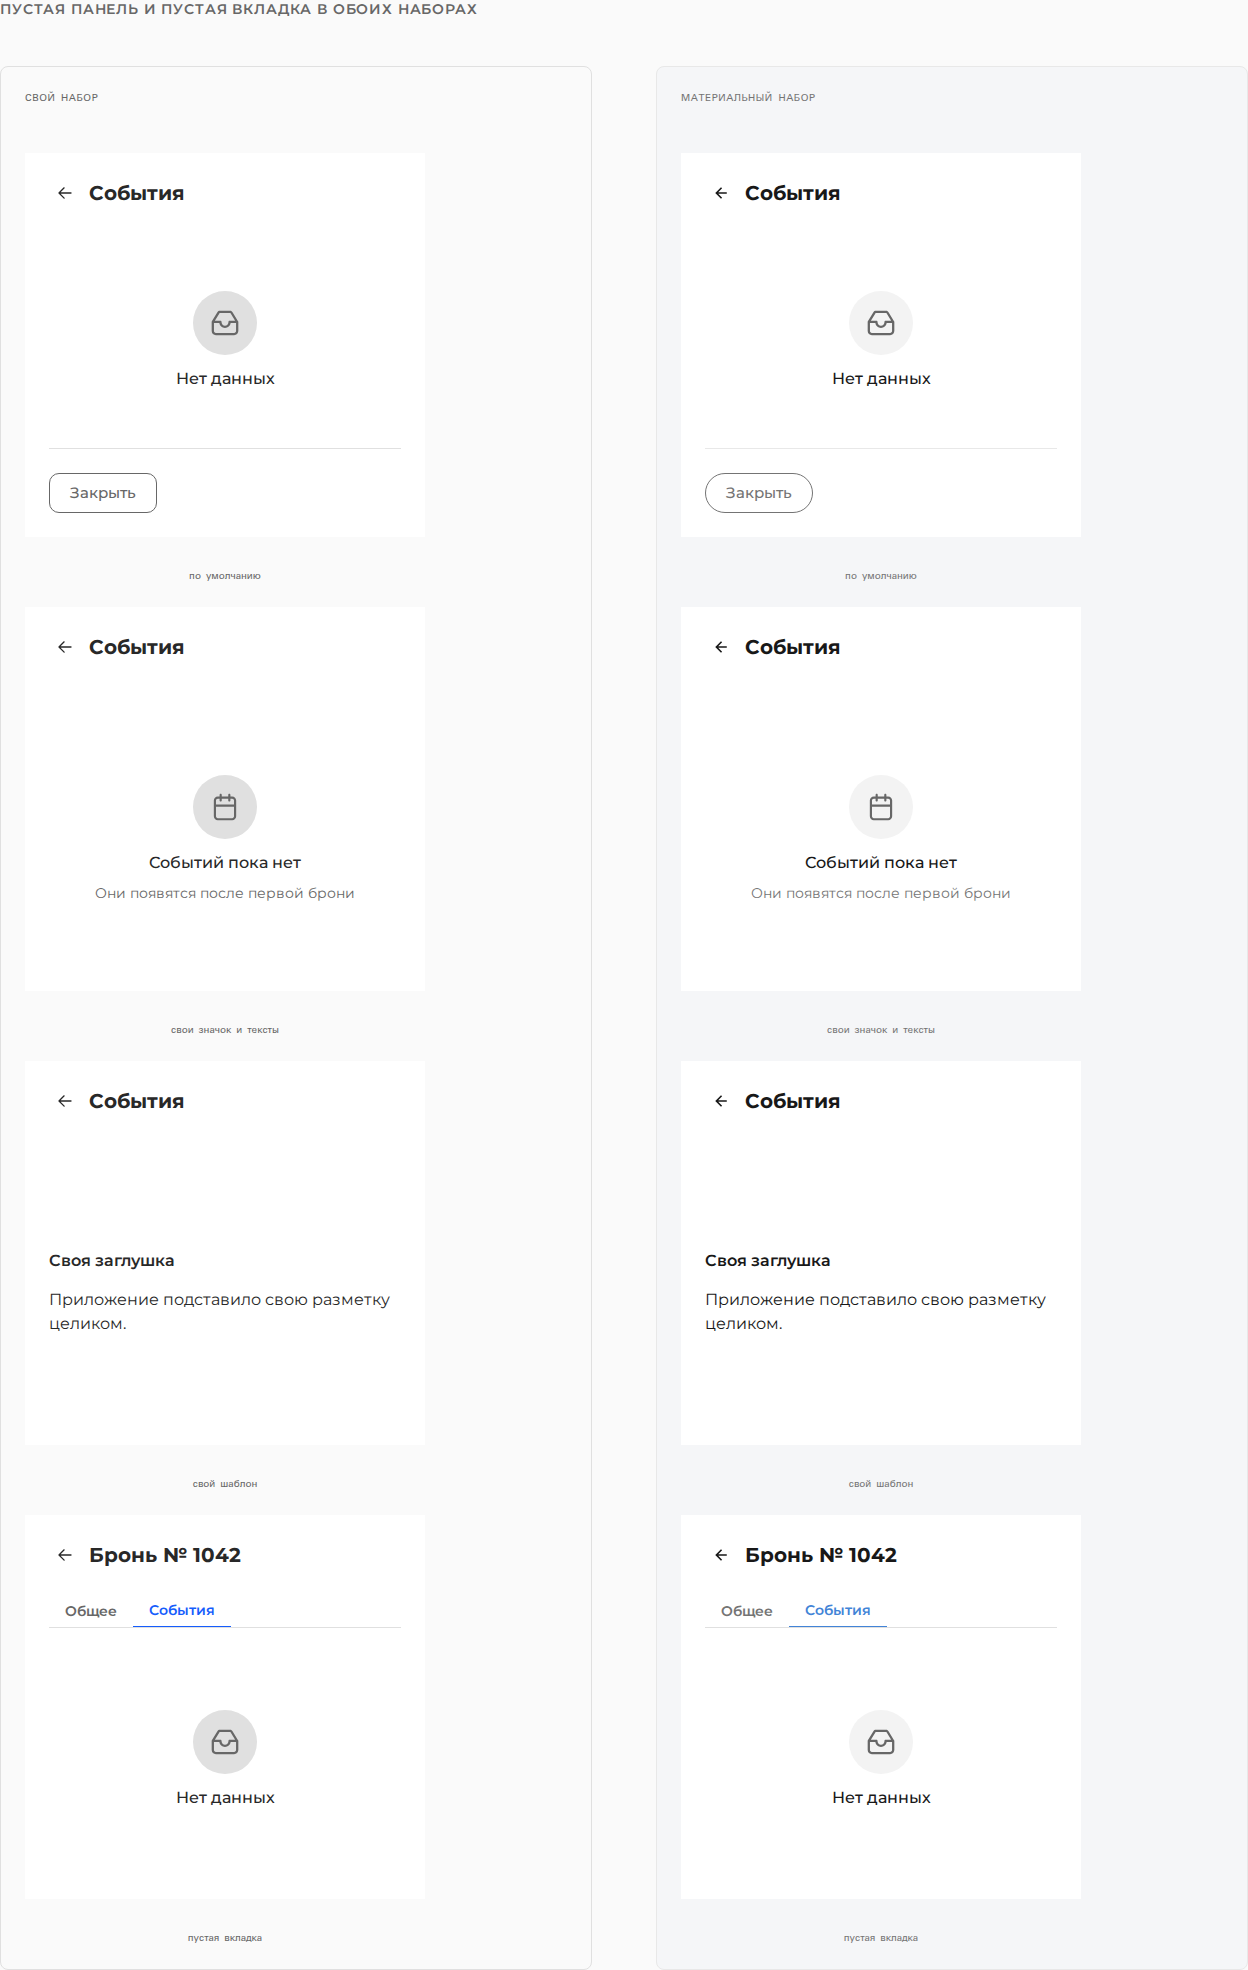 ПУСТАЯ ПАНЕЛЬ И ПУСТАЯ ВКЛАДКА В ОБОИХ НАБОРАХ
СВОЙ НАБОР
События
Нет данных
Закрыть
по умолчанию
События
Событий пока нет
Они появятся после первой брони
свои значок и тексты
События
Своя заглушка
Приложение подставило свою разметку
целиком.
свой шаблон
Бронь № 1042
Общее События
Нет данных
пустая вкладка
МАТЕРИАЛЬНЫЙ НАБОР
События
Нет данных
Закрыть
по умолчанию
События
Событий пока нет
Они появятся после первой брони
свои значок и тексты
События
Своя заглушка
Приложение подставило свою разметку
целиком.
свой шаблон
Бронь № 1042
Общее События
Нет данных
пустая вкладка